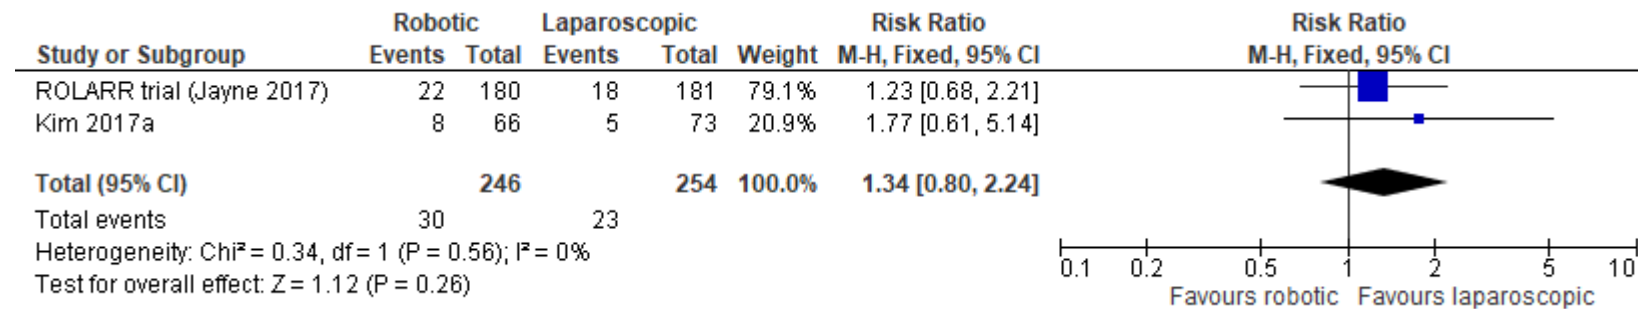 Robotic Laparoscopic Risk Ratio Risk Ratio
Study or Subgroup Events Total Events Total Weight M-H, Fixed, 95% CI M-H, Fixed, 95% CI
ROLARR trial (Jayne 2017) 22 180 18 181 79.1% 1.23 [0.68, 2.21]
Kim 2017a 8 66 5 73 20.9% 1.77 [0.61, 5.14]
Total (95% CI) 246 254 100.0% 1.34 [0.80, 2.24]
Total events 30 23
Heterogeneity: Chi² = 0.34, df = 1 (P = 0.56); I² = 0%
Test for overall effect: Z = 1.12 (P = 0.26)
0.1 0.2 0.5 1 2 5 10
Favours robotic Favours laparoscopic